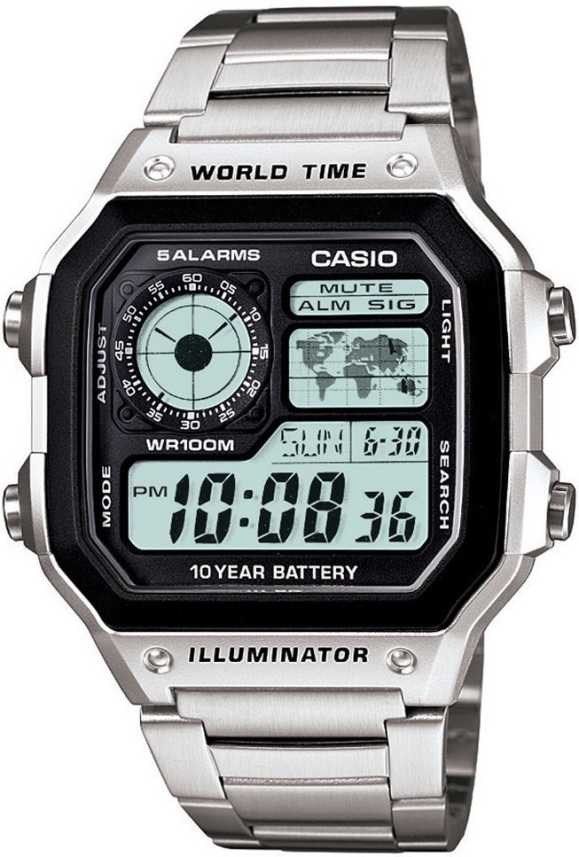 WORLD TIME
5 ALARMS CASIO
MUTE
ALM SIG
60
05
10
15
20
25
30
35
40
45
50
55
ADJUST
LIGHT
WR100M
SUN 6-30
MODE
SEARCH
PM 10:08 36
10 YEAR BATTERY
ILLUMINATOR